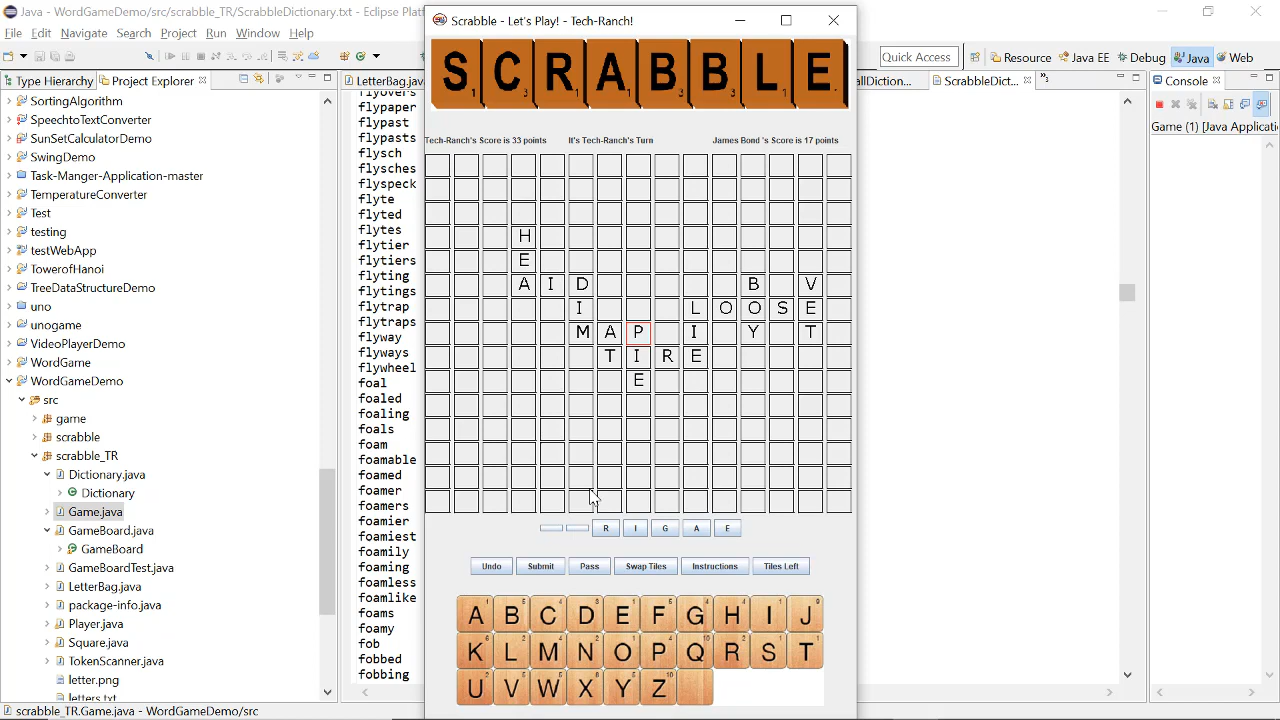 Java - WordGameDemo/src/scrabble_TR/ScrabbleDictionary.txt - Eclipse Platf
File Edit Navigate Search Project Run Window Help
Quick Access Resource Java EE Debug Java Web
Type Hierarchy Project Explorer
LetterBag.jav
allDiction...
ScrabbleDict...
Console
Game (1) [Java Applicati
SortingAlgorithm
SpeechtoTextConverter
SunSetCalculatorDemo
SwingDemo
Task-Manger-Application-master
TemperatureConverter
Test
testing
testWebApp
TowerofHanoi
TreeDataStructureDemo
uno
unogame
VideoPlayerDemo
WordGame
WordGameDemo
src
game
scrabble
scrabble_TR
Dictionary.java
Dictionary
Game.java
GameBoard.java
GameBoard
GameBoardTest.java
LetterBag.java
package-info.java
Player.java
Square.java
TokenScanner.java
letter.png
letters.txt
scrabble_TR.Game.java - WordGameDemo/src
flyovers
flypaper
flypast
flypasts
flysch
flysches
flyspeck
flyte
flyted
flytes
flytier
flytiers
flyting
flytings
flytrap
flytraps
flyway
flyways
flywheel
foal
foaled
foaling
foals
foam
foamable
foamed
foamer
foamers
foamier
foamiest
foamily
foaming
foamless
foamlike
foams
foamy
fob
fobbed
fobbing
Scrabble - Let's Play! - Tech-Ranch!
SCRABBLE
Tech-Ranch's Score is 33 points It's Tech-Ranch's Turn James Bond 's Score is 17 points
H
E
A I D B V
I L O O S E
M A P I Y T
T I R E
E
R I G A E
Undo Submit Pass Swap Tiles Instructions Tiles Left
A B C D E F G H I J
K L M N O P Q R S T
U V W X Y Z